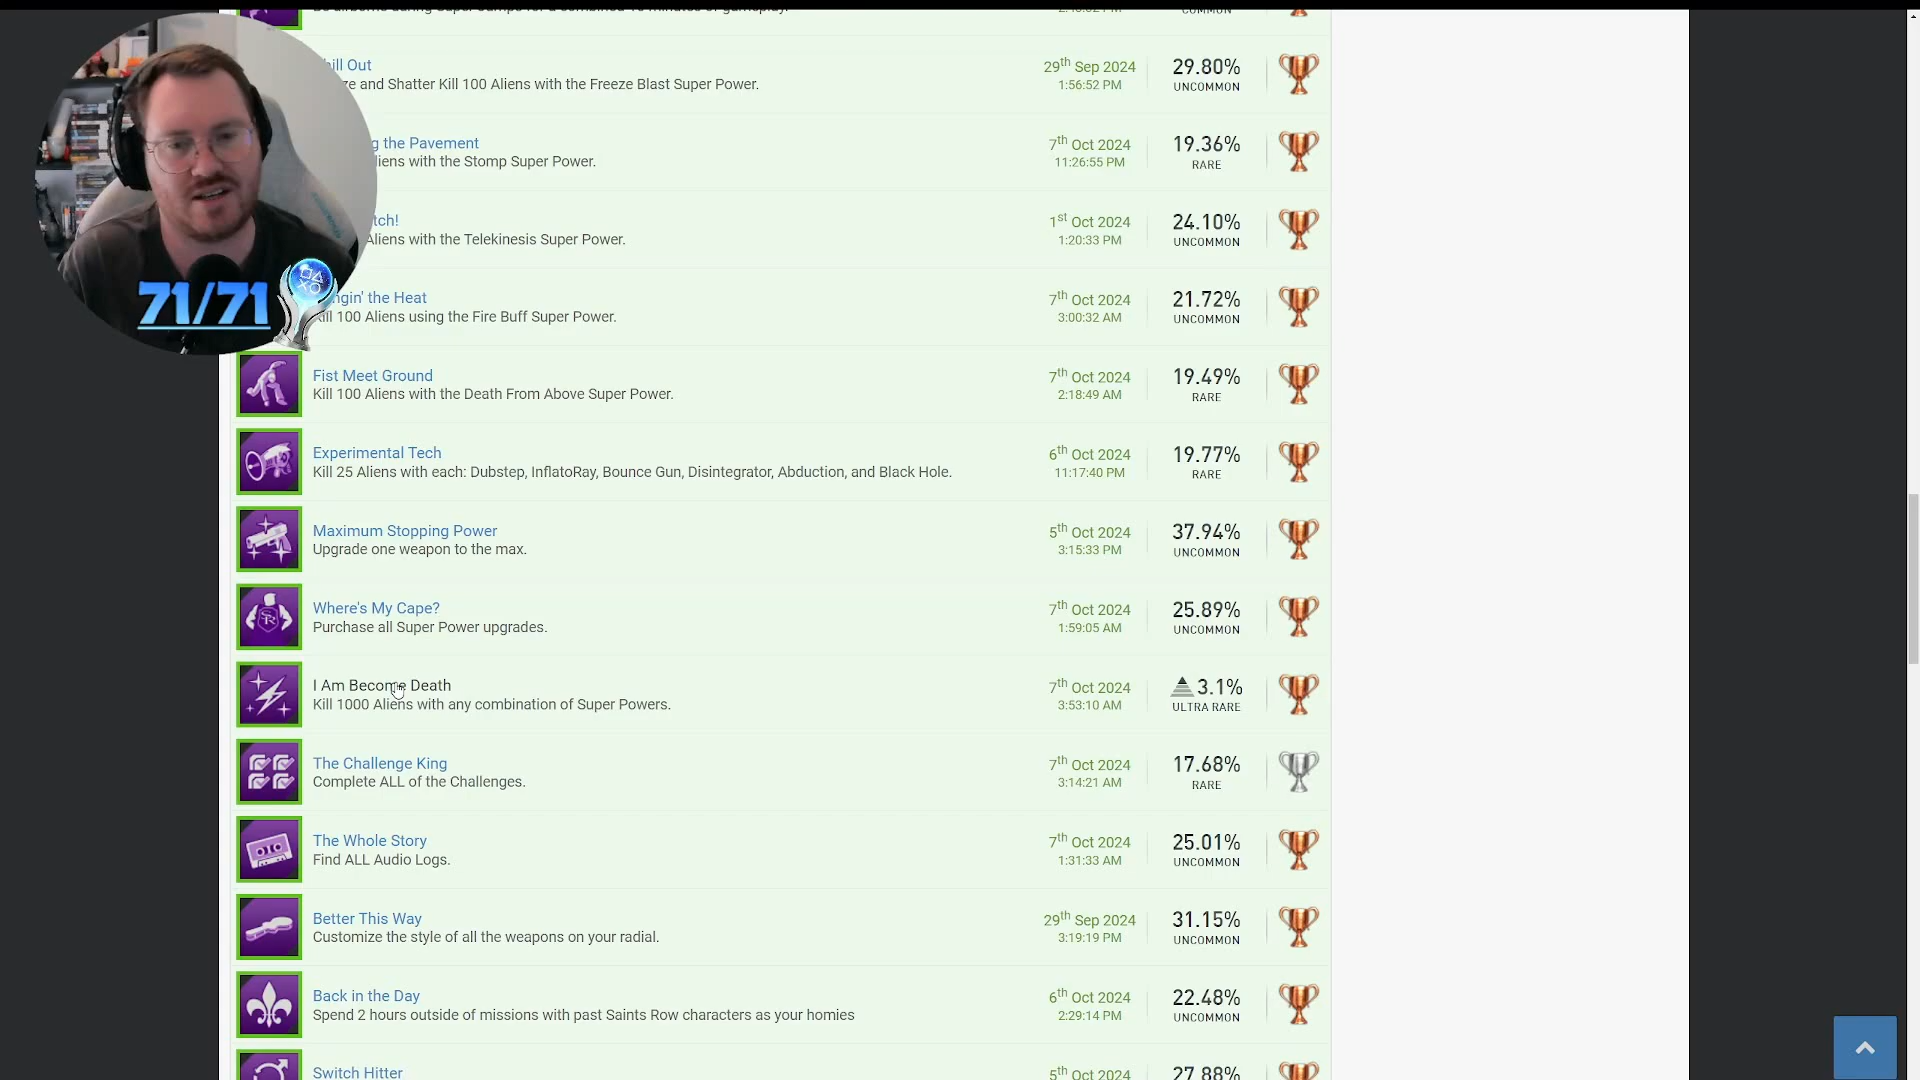 29th Sep 2024
29.80%
1:56:52 PM
UNCOMMON
ill Out
ze and Shatter Kill 100 Aliens with the Freeze Blast Super Power.
g the Pavement
liens with the Stomp Super Power.
7th Oct 2024
11:26:55 PM
19.36%
RARE
tch!
Aliens with the Telekinesis Super Power.
1st Oct 2024
1:20:33 PM
24.10%
UNCOMMON
71/71
ngin' the Heat
ill 100 Aliens using the Fire Buff Super Power.
7th Oct 2024
3:00:32 AM
21.72%
UNCOMMON
Fist Meet Ground
Kill 100 Aliens with the Death From Above Super Power.
7th Oct 2024
2:18:49 AM
19.49%
RARE
Experimental Tech
Kill 25 Aliens with each: Dubstep, InflatoRay, Bounce Gun, Disintegrator, Abduction, and Black Hole.
6th Oct 2024
11:17:40 PM
19.77%
RARE
Maximum Stopping Power
Upgrade one weapon to the max.
5th Oct 2024
3:15:33 PM
37.94%
UNCOMMON
Where's My Cape?
Purchase all Super Power upgrades.
7th Oct 2024
1:59:05 AM
25.89%
UNCOMMON
I Am Become Death
Kill 1000 Aliens with any combination of Super Powers.
7th Oct 2024
3:53:10 AM
3.1%
ULTRA RARE
The Challenge King
Complete ALL of the Challenges.
7th Oct 2024
3:14:21 AM
17.68%
RARE
The Whole Story
Find ALL Audio Logs.
7th Oct 2024
1:31:33 AM
25.01%
UNCOMMON
Better This Way
Customize the style of all the weapons on your radial.
29th Sep 2024
3:19:19 PM
31.15%
UNCOMMON
Back in the Day
Spend 2 hours outside of missions with past Saints Row characters as your homies
6th Oct 2024
2:29:14 PM
22.48%
UNCOMMON
Switch Hitter
5th Oct 2024
27.88%